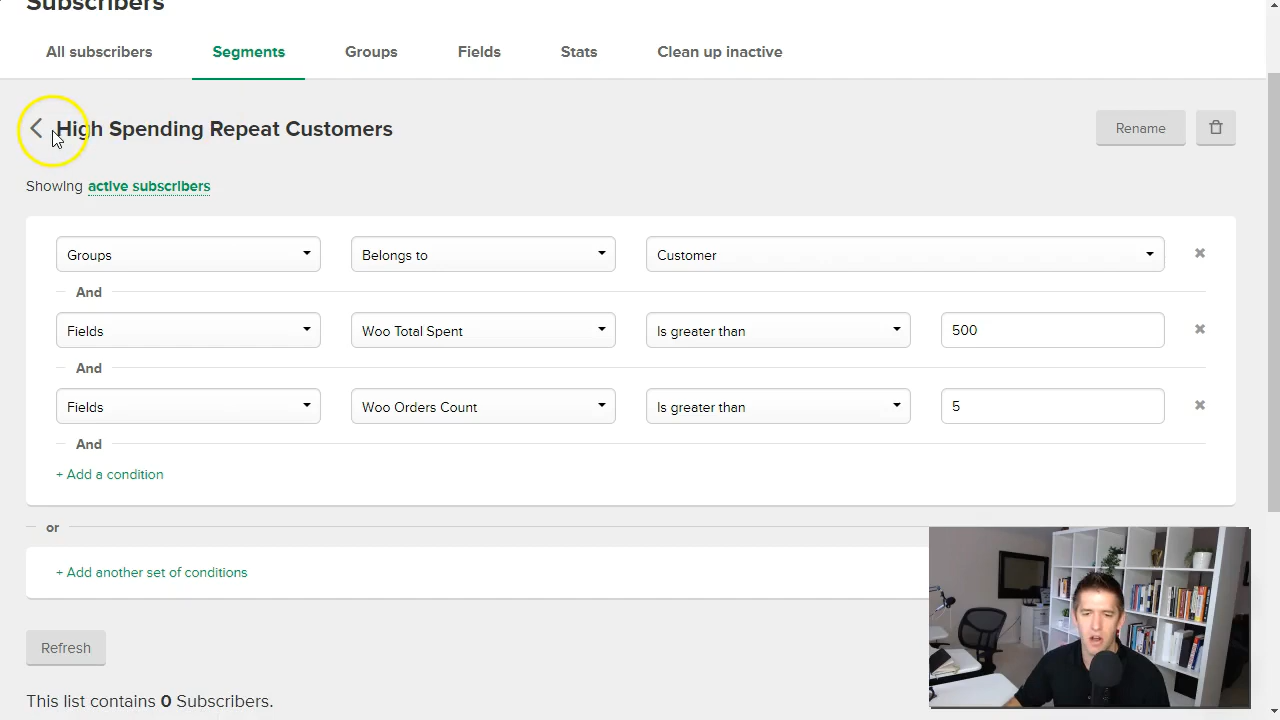 Subscribers
All subscribers Segments Groups Fields Stats Clean up inactive
High Spending Repeat Customers Rename
Showing active subscribers
Groups Belongs to Customer
And
Fields Woo Total Spent Is greater than 500
And
Fields Woo Orders Count Is greater than 5
And
+ Add a condition
or
+ Add another set of conditions
Refresh
This list contains 0 Subscribers.